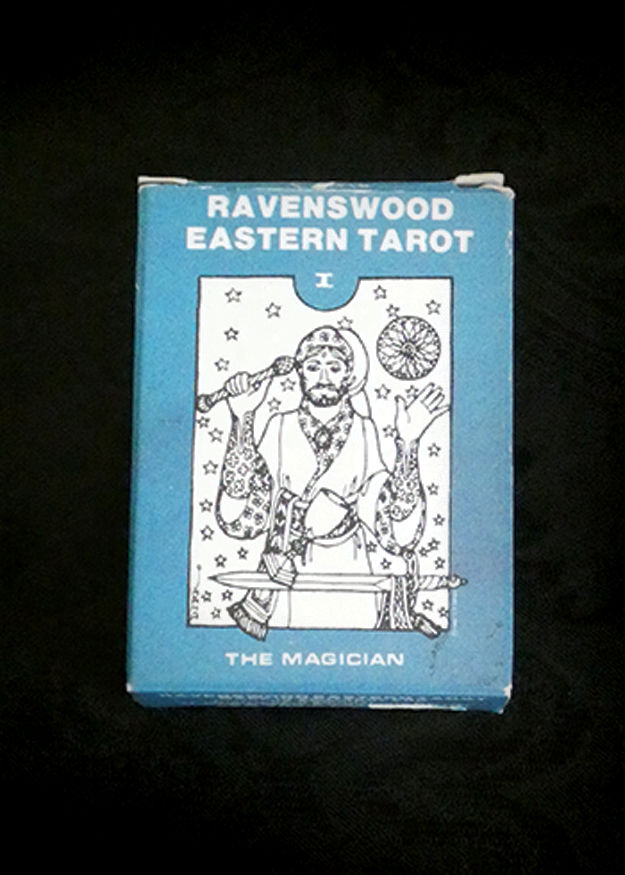 RAVENSWOOD
EASTERN TAROT
I
THE MAGICIAN